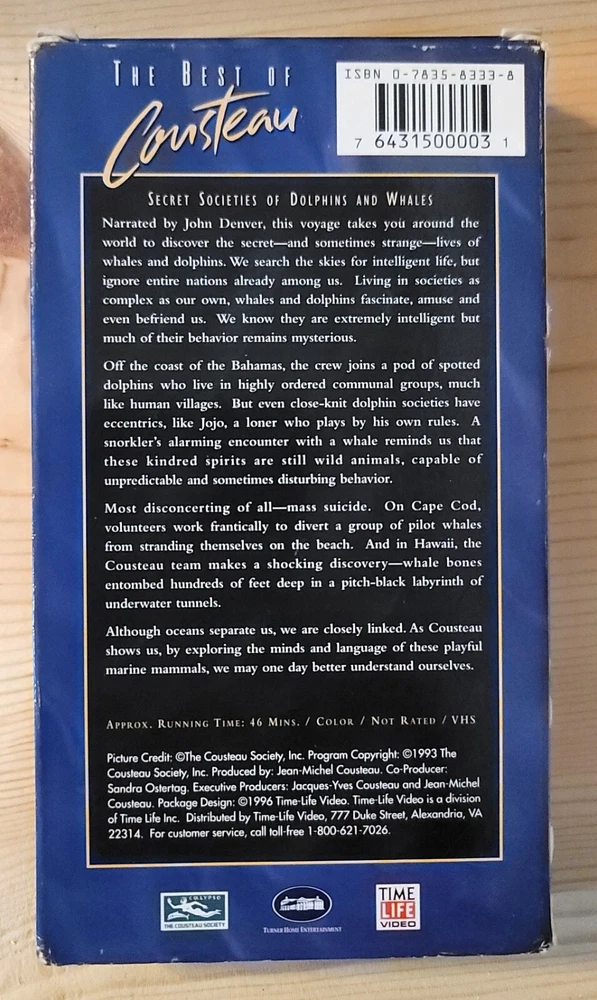 THE BEST OF
Cousteau
ISBN 0-7835-8333-8
7 6431500003 1
SECRET SOCIETIES OF DOLPHINS AND WHALES
Narrated by John Denver, this voyage takes you around the
world to discover the secret—and sometimes strange—lives of
whales and dolphins. We search the skies for intelligent life, but
ignore entire nations already among us. Living in societies as
complex as our own, whales and dolphins fascinate, amuse and
even befriend us. We know they are extremely intelligent but
much of their behavior remains mysterious.
Off the coast of the Bahamas, the crew joins a pod of spotted
dolphins who live in highly ordered communal groups, much
like human villages. But even close-knit dolphin societies have
eccentrics, like Jojo, a loner who plays by his own rules. A
snorkler's alarming encounter with a whale reminds us that
these kindred spirits are still wild animals, capable of
unpredictable and sometimes disturbing behavior.
Most disconcerting of all—mass suicide. On Cape Cod,
volunteers work frantically to divert a group of pilot whales
from stranding themselves on the beach. And in Hawaii, the
Cousteau team makes a shocking discovery—whale bones
entombed hundreds of feet deep in a pitch-black labyrinth of
underwater tunnels.
Although oceans separate us, we are closely linked. As Cousteau
shows us, by exploring the minds and language of these playful
marine mammals, we may one day better understand ourselves.
APPROX. RUNNING TIME: 46 MINS. / COLOR / NOT RATED / VHS
Picture Credit: ©The Cousteau Society, Inc. Program Copyright: ©1993 The
Cousteau Society, Inc. Produced by: Jean-Michel Cousteau. Co-Producer:
Sandra Ostertag. Executive Producers: Jacques-Yves Cousteau and Jean-Michel
Cousteau. Package Design: ©1996 Time-Life Video. Time-Life Video is a division
of Time Life Inc. Distributed by Time-Life Video, 777 Duke Street, Alexandria, VA
22314. For customer service, call toll-free 1-800-621-7026.
CALYPSO
THE COUSTEAU SOCIETY
TURNER HOME ENTERTAINMENT
TIME
LIFE
VIDEO